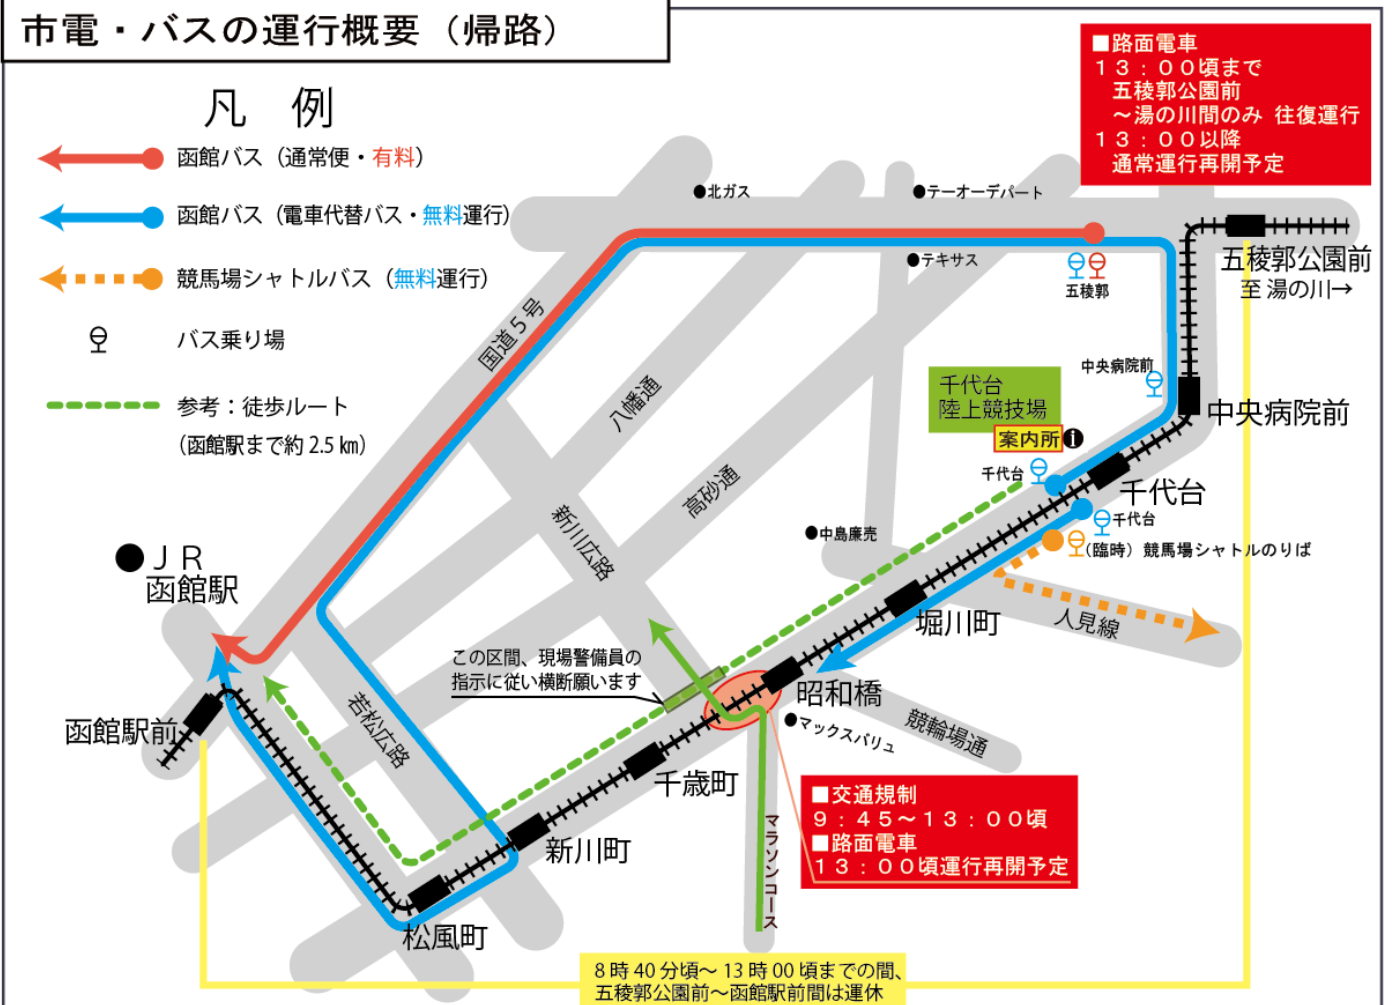 市電・バスの運行概要（帰路）
凡　例
函館バス（通常便・有料）
函館バス（電車代替バス・無料運行）
競馬場シャトルバス（無料運行）
バス乗り場
参考：徒歩ルート
（函館駅まで約 2.5 ㎞）
■路面電車
１３：００頃まで
五稜郭公園前
～湯の川間のみ 往復運行
１３：００以降
通常運行再開予定
●北ガス
●テーオーデパート
●テキサス
五稜郭
五稜郭公園前
至 湯の川→
国道５号
八幡通
高砂通
新川広路
中央病院前
中央病院前
千代台
陸上競技場
案内所
千代台
千代台
千代台
（臨時）競馬場シャトルのりば
●中島廉売
人見線
堀川町
●ＪＲ
函館駅
この区間、現場警備員の
指示に従い横断願います
昭和橋
●マックスバリュ
競輪場通
函館駅前
若松広路
千歳町
■交通規制
９：４５～１３：００頃
■路面電車
１３：００頃運行再開予定
マラソンコース
新川町
松風町
8 時 40 分頃～ 13 時 00 頃までの間、
五稜郭公園前～函館駅前間は運休